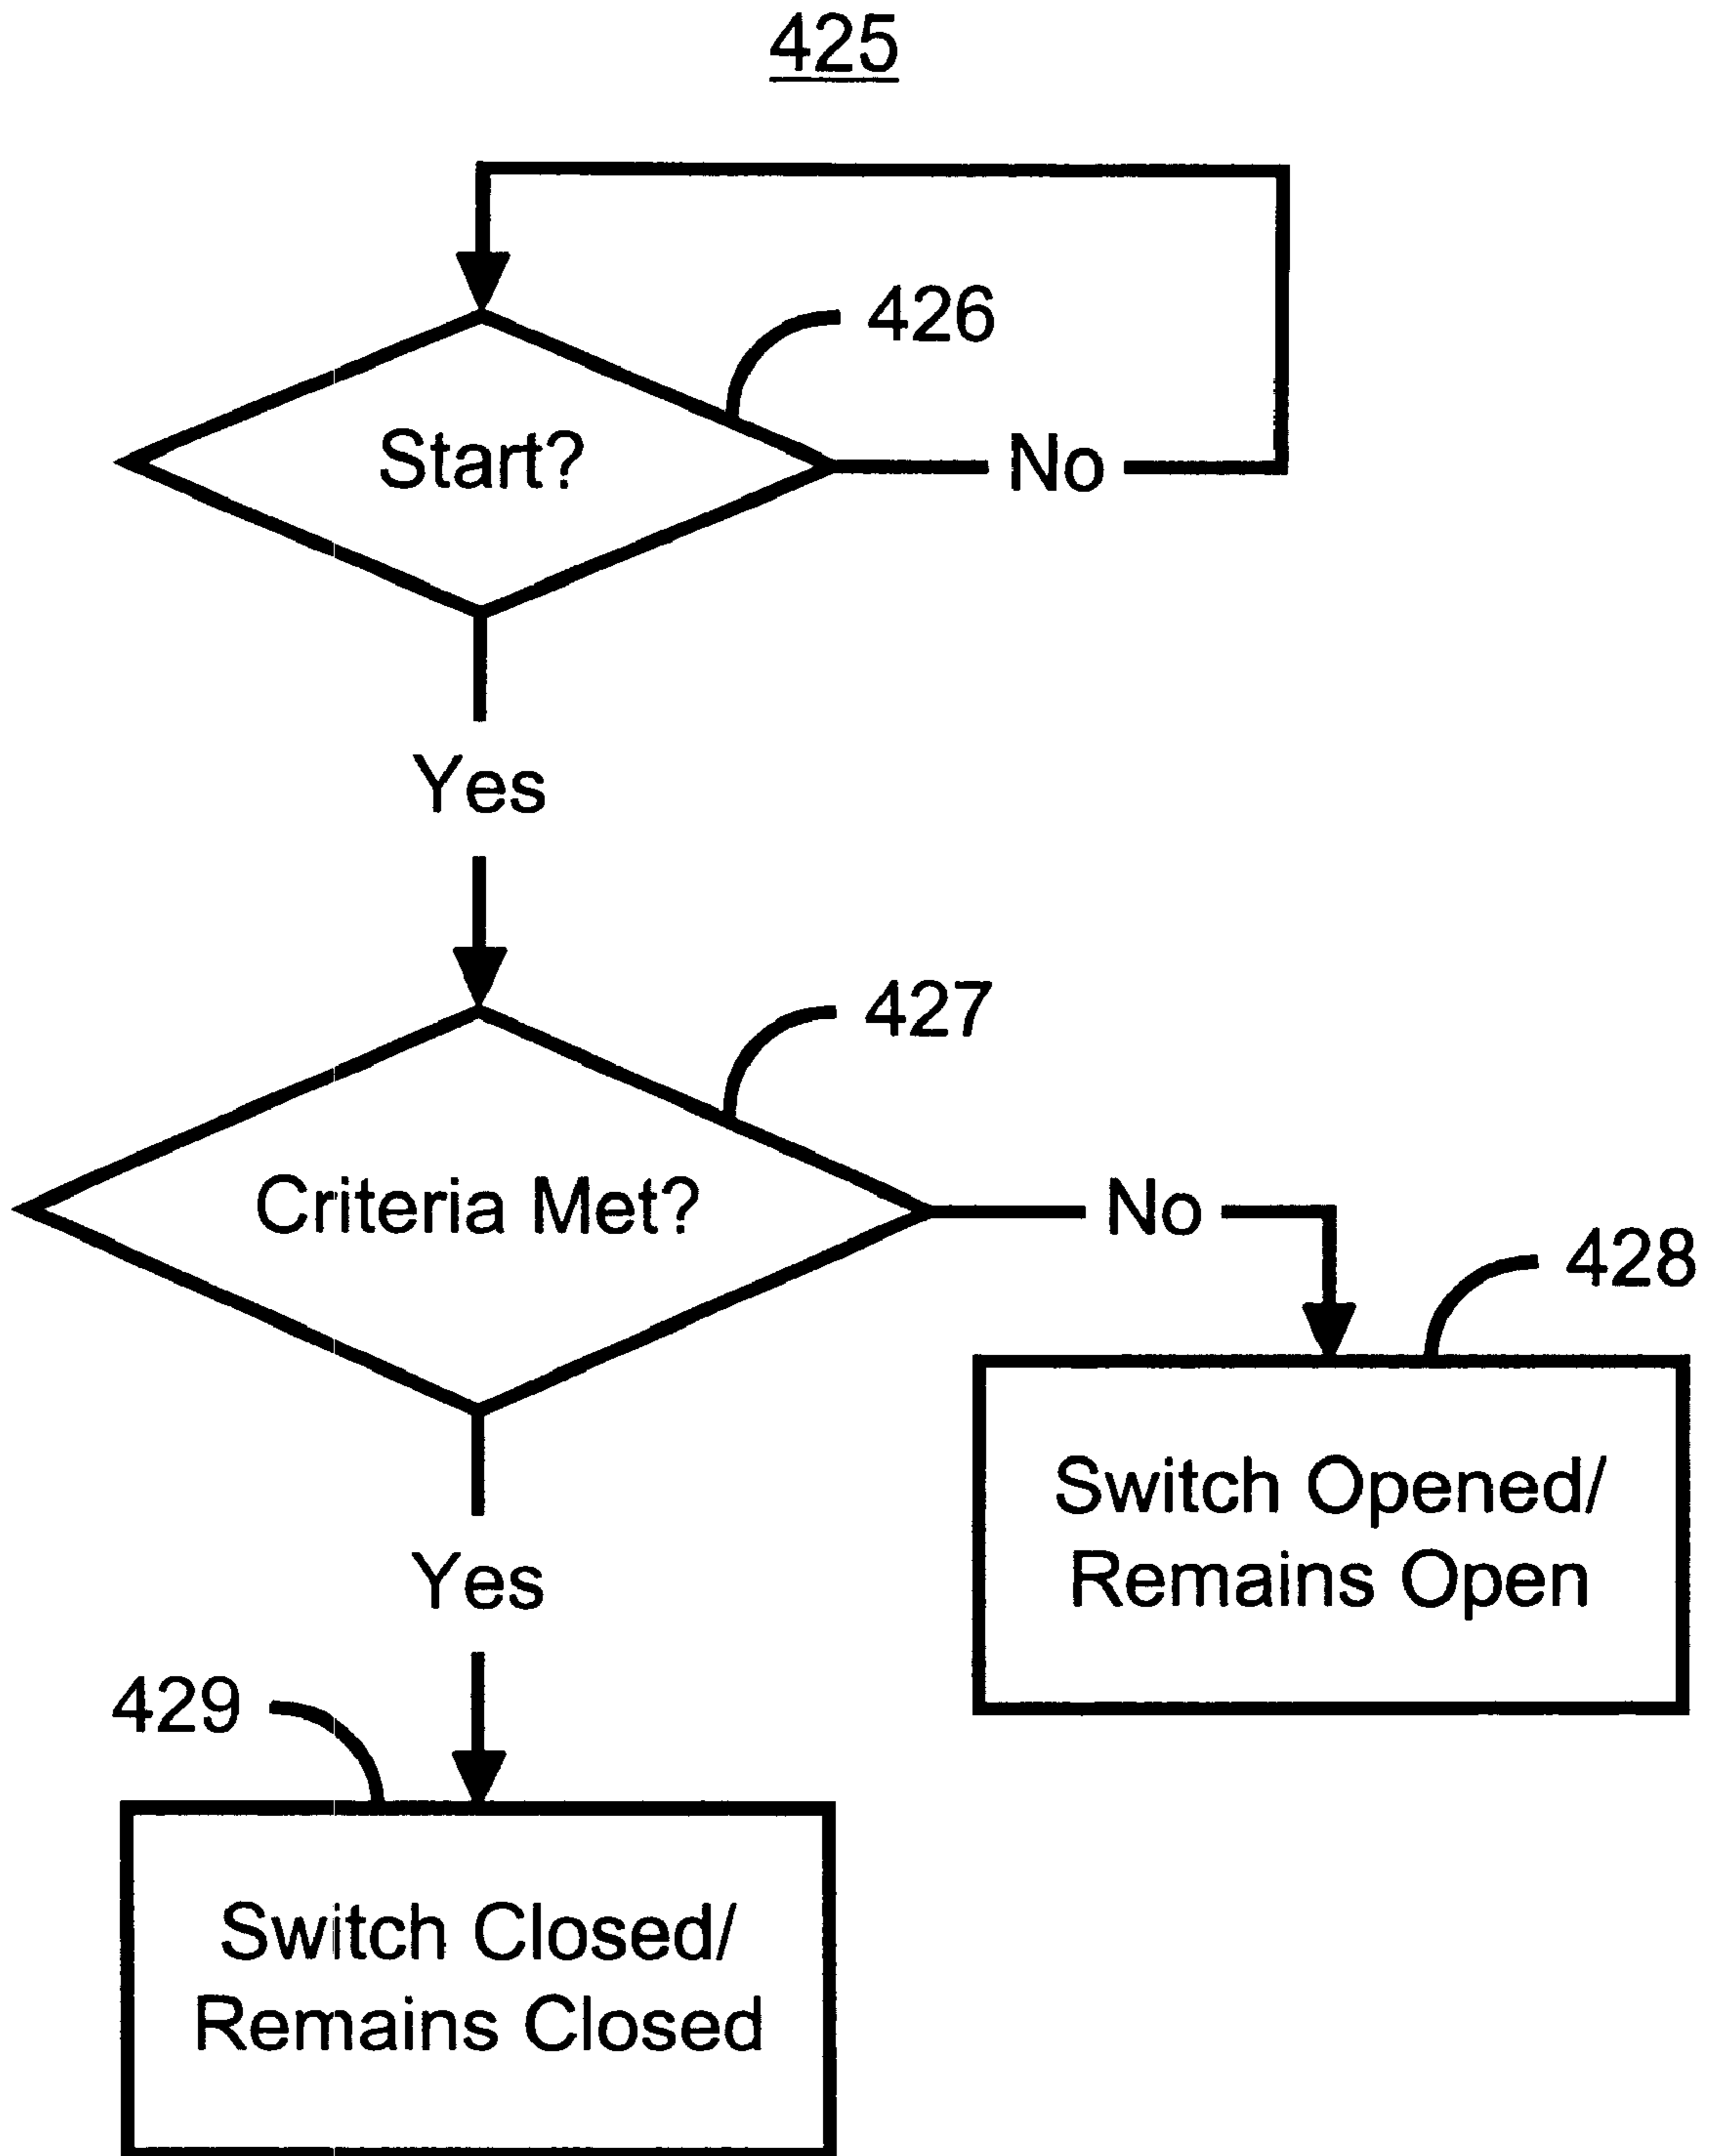 425
426
Start?
No
Yes
427
Criteria Met?
No
428
Switch Opened/
Remains Open
Yes
429
Switch Closed/
Remains Closed